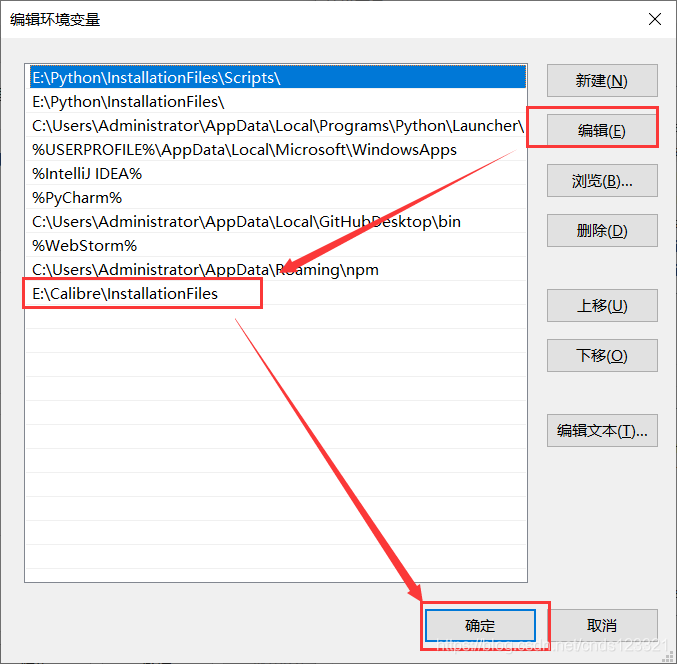 编辑环境变量
E:\Python\InstallationFiles\Scripts\
E:\Python\InstallationFiles\
C:\Users\Administrator\AppData\Local\Programs\Python\Launcher\
%USERPROFILE%\AppData\Local\Microsoft\WindowsApps
%IntelliJ IDEA%
%PyCharm%
C:\Users\Administrator\AppData\Local\GitHubDesktop\bin
%WebStorm%
C:\Users\Administrator\AppData\Roaming\npm
E:\Calibre\InstallationFiles
新建(N)
编辑(E)
浏览(B)...
删除(D)
上移(U)
下移(O)
编辑文本(T)...
确定
取消
https://blog.csdn.net/cnds123321